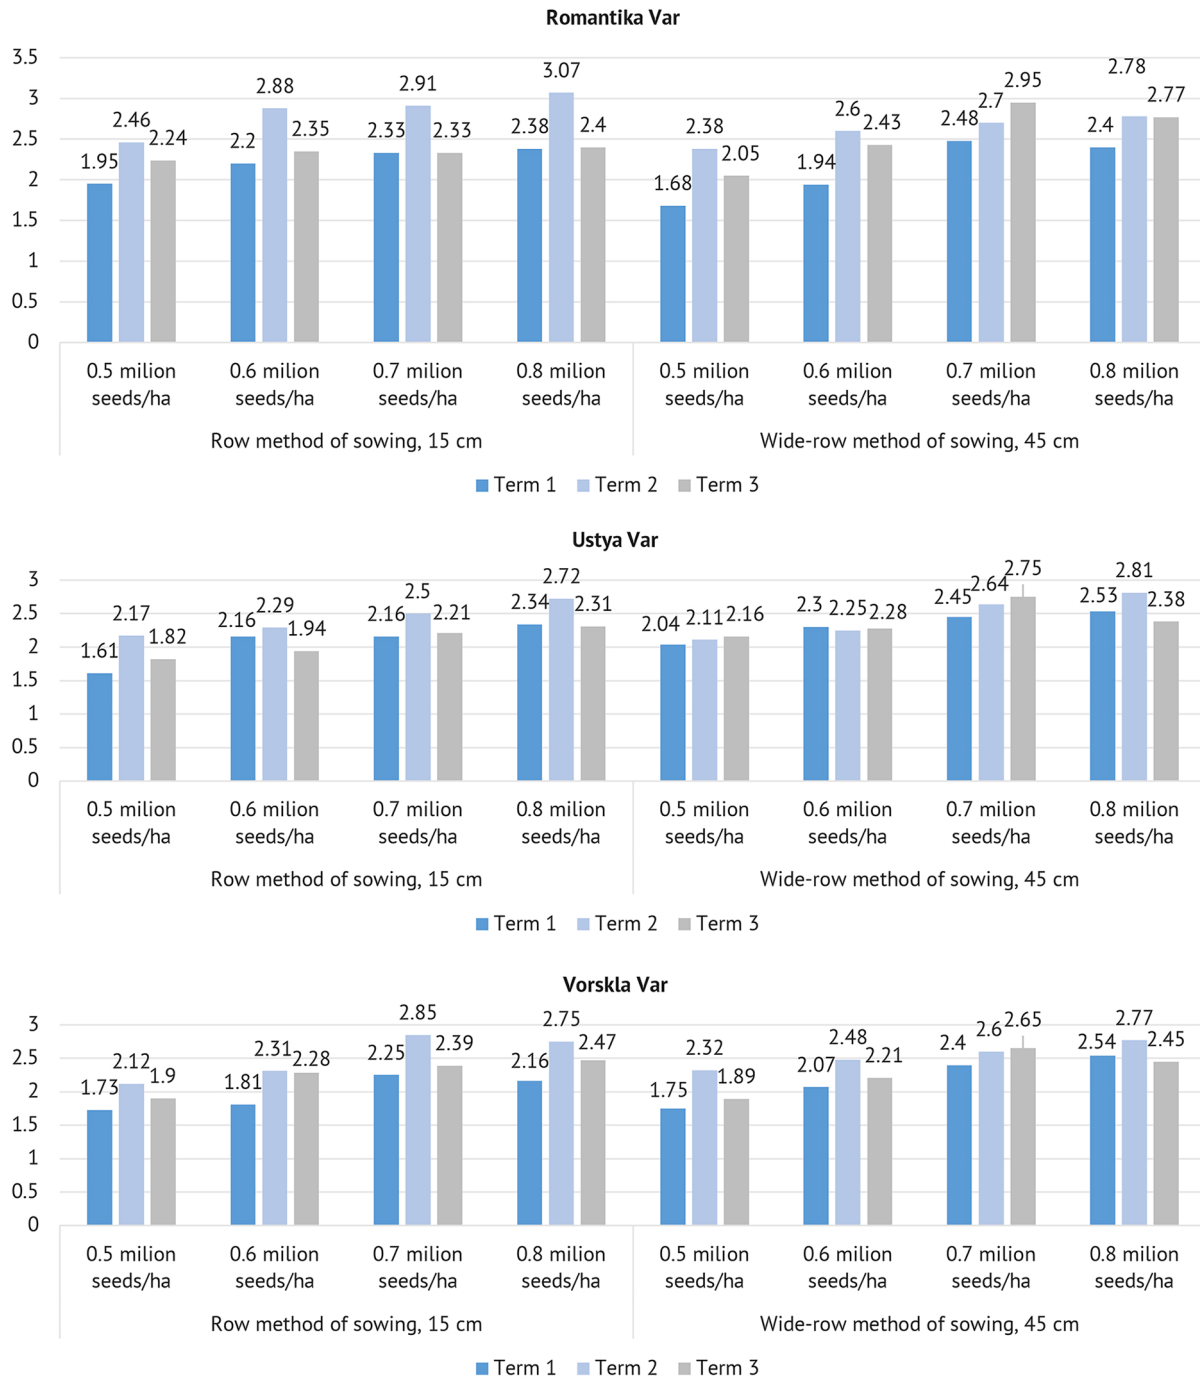 Romantika Var
3.5
3
2.5
2
1.5
1
0.5
0
1.95 2.46 2.24 2.2 2.88 2.35 2.33 2.91 2.33 2.38 3.07 2.4 1.68 2.38 2.05 1.94 2.6 2.43 2.48 2.7 2.95 2.4 2.78 2.77
0.5 milion 0.6 milion 0.7 milion 0.8 milion 0.5 milion 0.6 milion 0.7 milion 0.8 milion
seeds/ha seeds/ha seeds/ha seeds/ha seeds/ha seeds/ha seeds/ha seeds/ha
Row method of sowing, 15 cm Wide-row method of sowing, 45 cm
Term 1 Term 2 Term 3
Ustya Var
3
2.5
2
1.5
1
0.5
0
1.61 2.17 1.82 2.16 2.29 1.94 2.16 2.5 2.21 2.34 2.72 2.31 2.04 2.11 2.16 2.3 2.25 2.28 2.45 2.64 2.75 2.53 2.81 2.38
0.5 milion 0.6 milion 0.7 milion 0.8 milion 0.5 milion 0.6 milion 0.7 milion 0.8 milion
seeds/ha seeds/ha seeds/ha seeds/ha seeds/ha seeds/ha seeds/ha seeds/ha
Row method of sowing, 15 cm Wide-row method of sowing, 45 cm
Term 1 Term 2 Term 3
Vorskla Var
3
2.5
2
1.5
1
0.5
0
1.73 2.12 1.9 1.81 2.31 2.28 2.25 2.85 2.39 2.16 2.75 2.47 1.75 2.32 1.89 2.07 2.48 2.21 2.4 2.6 2.65 2.54 2.77 2.45
0.5 milion 0.6 milion 0.7 milion 0.8 milion 0.5 milion 0.6 milion 0.7 milion 0.8 milion
seeds/ha seeds/ha seeds/ha seeds/ha seeds/ha seeds/ha seeds/ha seeds/ha
Row method of sowing, 15 cm Wide-row method of sowing, 45 cm
Term 1 Term 2 Term 3